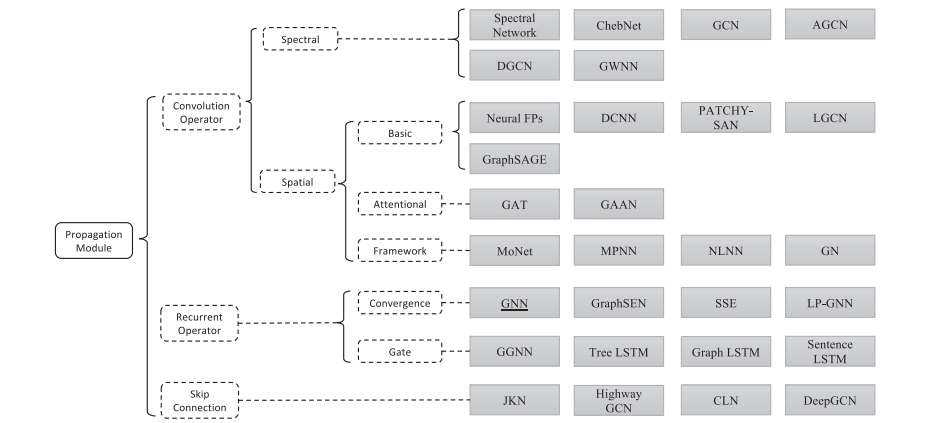 Spectral
Network
ChebNet
GCN
AGCN
Spectral
DGCN
GWNN
Convolution
Operator
Neural FPs
DCNN
PATCHY-
SAN
LGCN
Basic
GraphSAGE
Spatial
Attentional
GAT
GAAN
Propagation
Module
Framework
MoNet
MPNN
NLNN
GN
Convergence
GNN
GraphSEN
SSE
LP-GNN
Recurrent
Operator
Gate
GGNN
Tree LSTM
Graph LSTM
Sentence
LSTM
Skip
Connection
JKN
Highway
GCN
CLN
DeepGCN